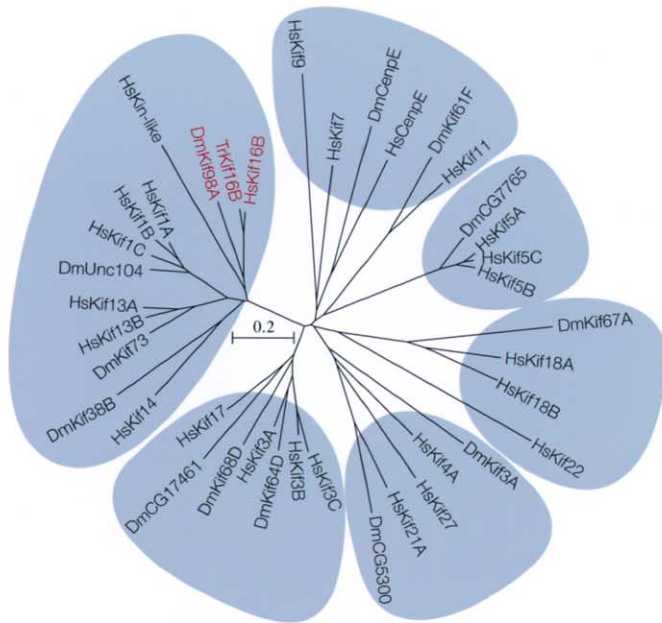 HsKif9
HsKif7
DmCenpE
HsCenpE
DmKif61F
HsKif11
DmCG7765
HsKif5A
HsKif5C
HsKif5B
DmKif67A
HsKif18A
HsKif18B
HsKif22
DmKif3A
HsKif27
HsKif4A
HsKif21A
DmCG5300
HsKif3C
HsKif3B
DmKif64D
HsKif3A
DmKif68D
DmCG17461
HsKif17
HsKif14
DmKif38B
DmKif73
HsKif13B
HsKif13A
DmUnc104
HsKif1C
HsKif1B
HsKif1A
HsKin-like
DmKif98A
TrKif16B
HsKif16B
0.2